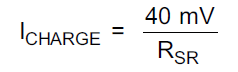 I_CHARGE = 40 mV / R_SR